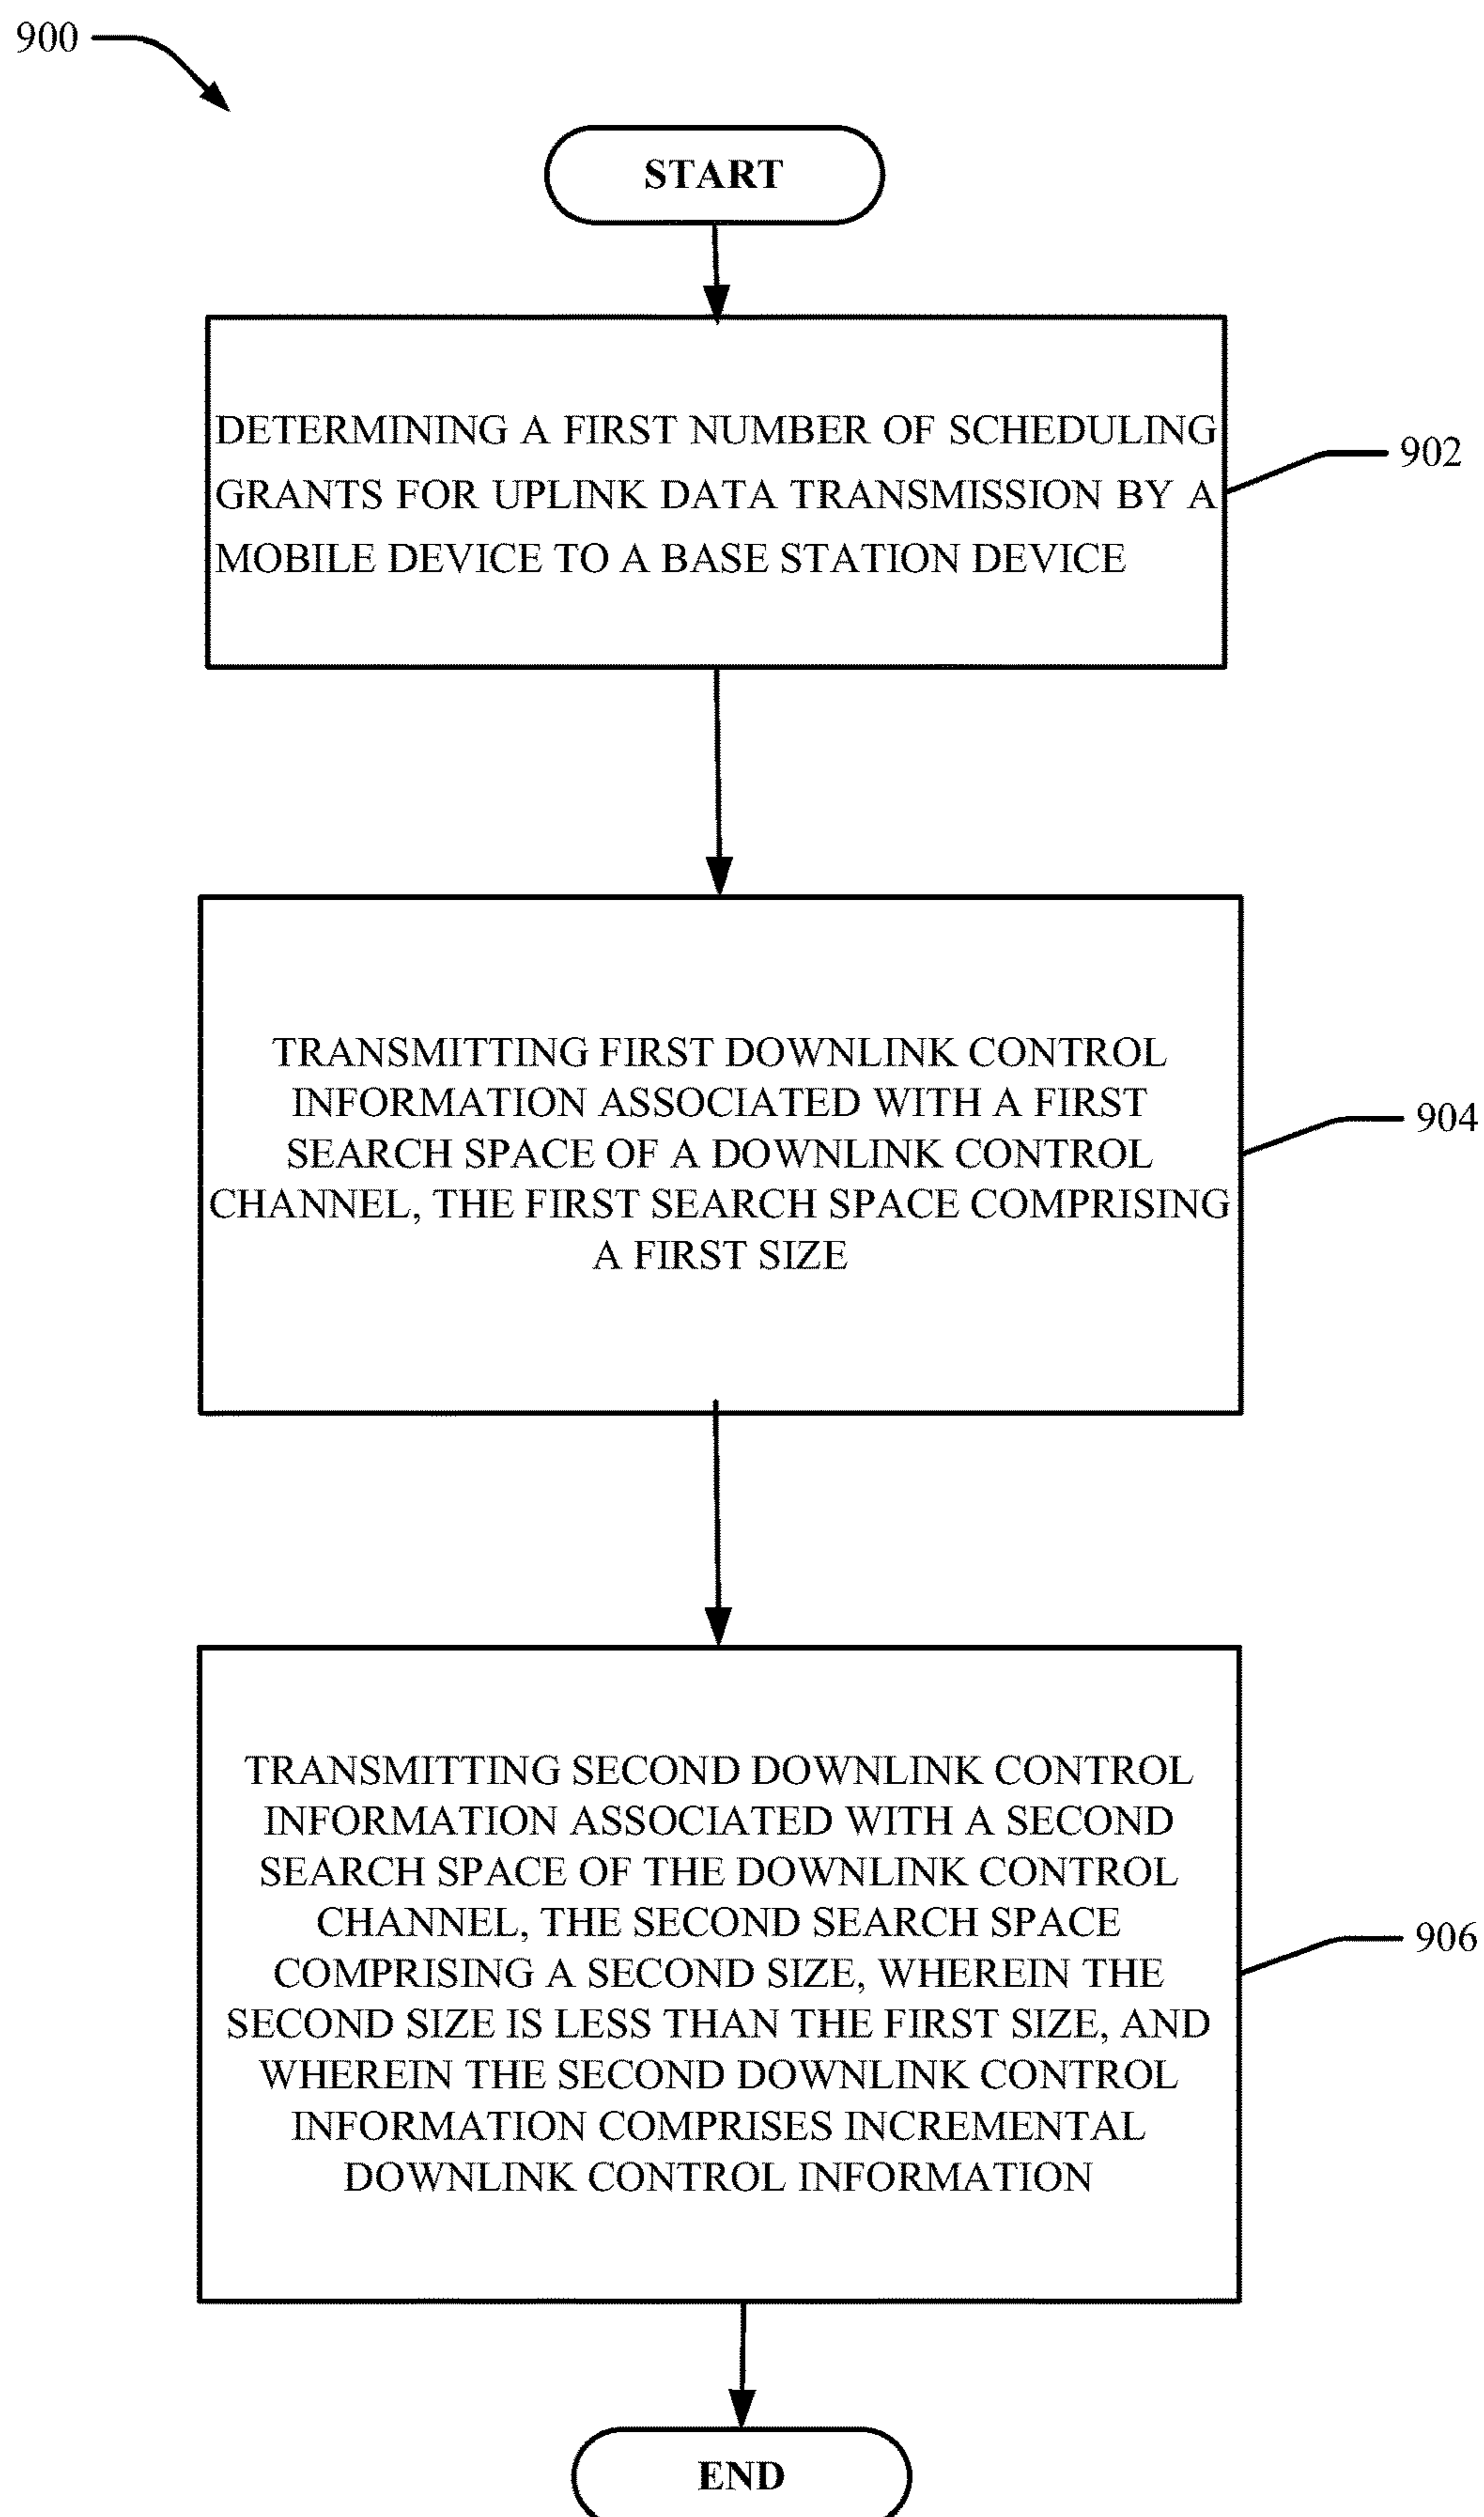 900
START
DETERMINING A FIRST NUMBER OF SCHEDULING
GRANTS FOR UPLINK DATA TRANSMISSION BY A
MOBILE DEVICE TO A BASE STATION DEVICE
902
TRANSMITTING FIRST DOWNLINK CONTROL
INFORMATION ASSOCIATED WITH A FIRST
SEARCH SPACE OF A DOWNLINK CONTROL
CHANNEL, THE FIRST SEARCH SPACE COMPRISING
A FIRST SIZE
904
TRANSMITTING SECOND DOWNLINK CONTROL
INFORMATION ASSOCIATED WITH A SECOND
SEARCH SPACE OF THE DOWNLINK CONTROL
CHANNEL, THE SECOND SEARCH SPACE
COMPRISING A SECOND SIZE, WHEREIN THE
SECOND SIZE IS LESS THAN THE FIRST SIZE, AND
WHEREIN THE SECOND DOWNLINK CONTROL
INFORMATION COMPRISES INCREMENTAL
DOWNLINK CONTROL INFORMATION
906
END